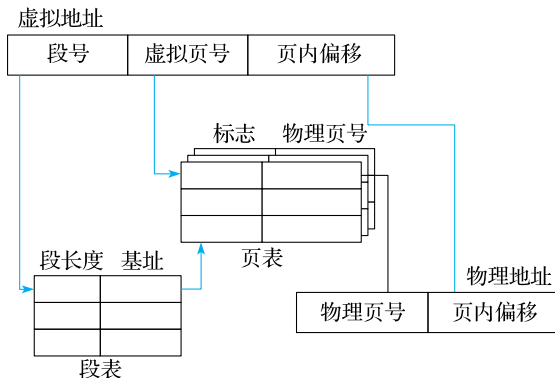 虚拟地址
段号 虚拟页号 页内偏移
标志 物理页号
页表
段长度 基址
段表
物理地址
物理页号 页内偏移